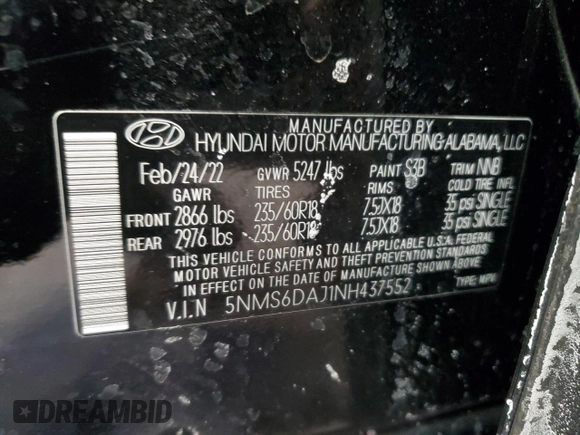 MANUFACTURED BY
HYUNDAI MOTOR MANUFACTURING-ALABAMA, LLC
Feb/24/22 GVWR 5247 lbs PAINT S3B TRIM NNB
GAWR TIRES RIMS COLD TIRE INFL
FRONT 2866 lbs 235/60R18 7.5JX18 35 psi SINGLE
REAR 2976 lbs 235/60R18 7.5JX18 35 psi SINGLE
THIS VEHICLE CONFORMS TO ALL APPLICABLE U.S.A. FEDERAL
MOTOR VEHICLE SAFETY AND THEFT PREVENTION STANDARDS
IN EFFECT ON THE DATE OF MANUFACTURE SHOWN ABOVE.
V.I.N 5NMS6DAJ1NH437552 TYPE: MPV
DREAMBID